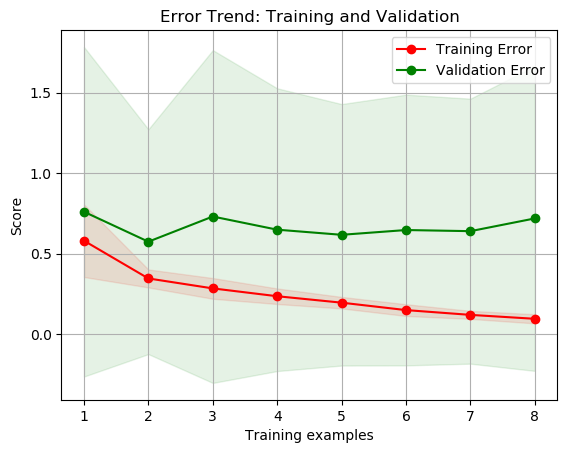 Error Trend: Training and Validation
Training Error
Validation Error
1.5
1.0
0.5
0.0
Score
1 2 3 4 5 6 7 8
Training examples